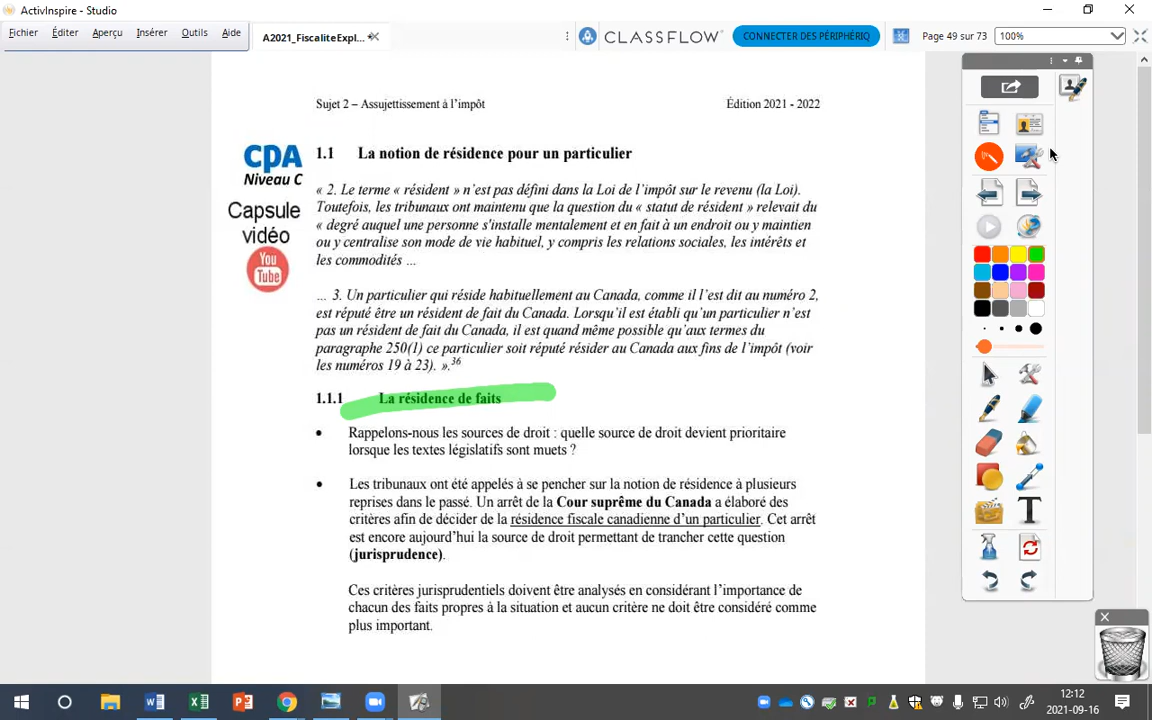 ActivInspire - Studio
Fichier Éditer Aperçu Insérer Outils Aide
A2021_FiscaliteExpl...
CLASSFLOW
CONNECTER DES PÉRIPHÉRIQ
Page 49 sur 73
100%
Sujet 2 – Assujettissement à l’impôt
Édition 2021 - 2022
CPA
Niveau C
Capsule
vidéo
You
Tube
1.1 La notion de résidence pour un particulier
« 2. Le terme « résident » n’est pas défini dans la Loi de l’impôt sur le revenu (la Loi).
Toutefois, les tribunaux ont maintenu que la question du « statut de résident » relevait du
« degré auquel une personne s'installe mentalement et en fait à un endroit ou y maintien
ou y centralise son mode de vie habituel, y compris les relations sociales, les intérêts et
les commodités ...
... 3. Un particulier qui réside habituellement au Canada, comme il l’est dit au numéro 2,
est réputé être un résident de fait du Canada. Lorsqu’il est établi qu’un particulier n’est
pas un résident de fait du Canada, il est quand même possible qu’aux termes du
paragraphe 250(1) ce particulier soit réputé résider au Canada aux fins de l’impôt (voir
les numéros 19 à 23). ».36
1.1.1 La résidence de faits
• Rappelons-nous les sources de droit : quelle source de droit devient prioritaire
lorsque les textes législatifs sont muets ?
• Les tribunaux ont été appelés à se pencher sur la notion de résidence à plusieurs
reprises dans le passé. Un arrêt de la Cour suprême du Canada a élaboré des
critères afin de décider de la résidence fiscale canadienne d’un particulier. Cet arrêt
est encore aujourd’hui la source de droit permettant de trancher cette question
(jurisprudence).
Ces critères jurisprudentiels doivent être analysés en considérant l’importance de
chacun des faits propres à la situation et aucun critère ne doit être considéré comme
plus important.
12:12
2021-09-16